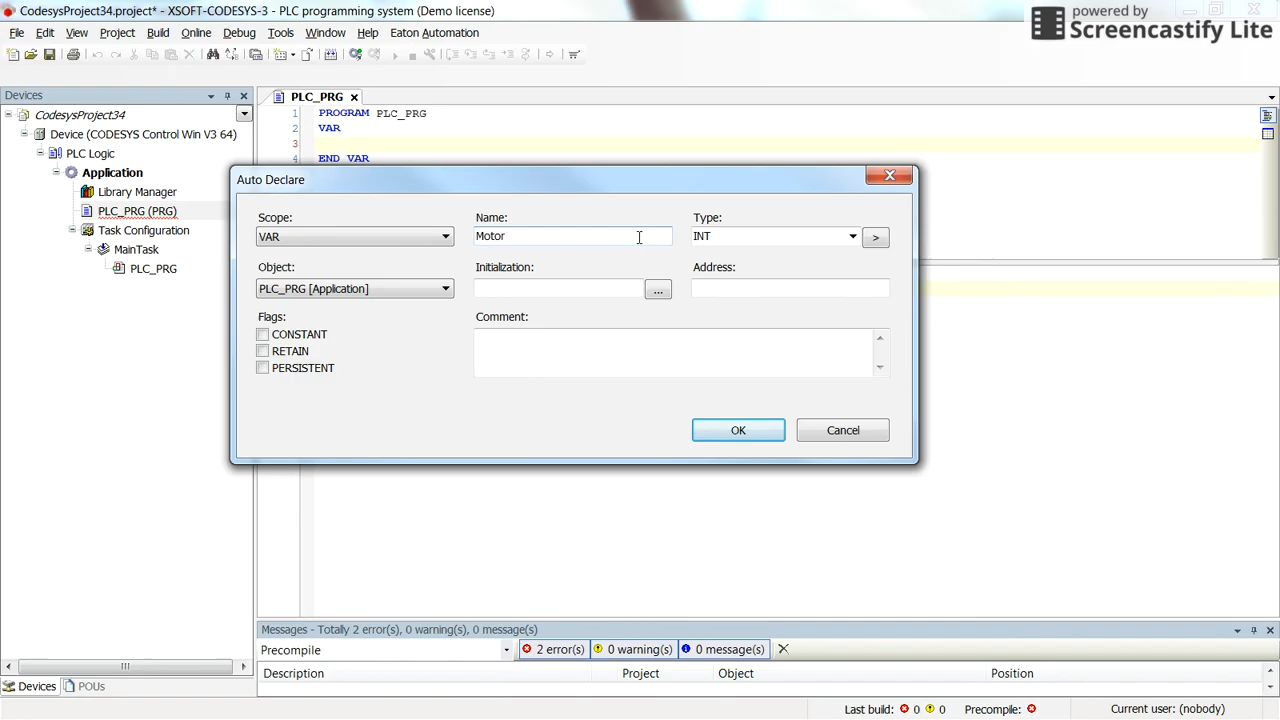 CodesysProject34.project* - XSOFT-CODESYS-3 - PLC programming system (Demo license)
powered by
Screencastify Lite
File Edit View Project Build Online Debug Tools Window Help Eaton Automation
Devices
PLC_PRG
CodesysProject34
Device (CODESYS Control Win V3 64)
PLC Logic
Application
Library Manager
PLC_PRG (PRG)
Task Configuration
MainTask
PLC_PRG
1 PROGRAM PLC_PRG
2 VAR
3
4 END_VAR
Auto Declare
Scope: Name: Type:
VAR Motor INT >
Object: Initialization: Address:
PLC_PRG [Application] ...
Flags: Comment:
CONSTANT
RETAIN
PERSISTENT
OK Cancel
Messages - Totally 2 error(s), 0 warning(s), 0 message(s)
Precompile 2 error(s) 0 warning(s) 0 message(s)
Description Project Object Position
Devices POUs
Last build: 0 0 Precompile: Current user: (nobody)